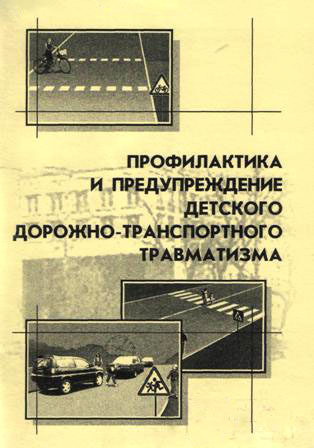 ПРОФИЛАКТИКА
И ПРЕДУПРЕЖДЕНИЕ
ДЕТСКОГО
ДОРОЖНО-ТРАНСПОРТНОГО
ТРАВМАТИЗМА